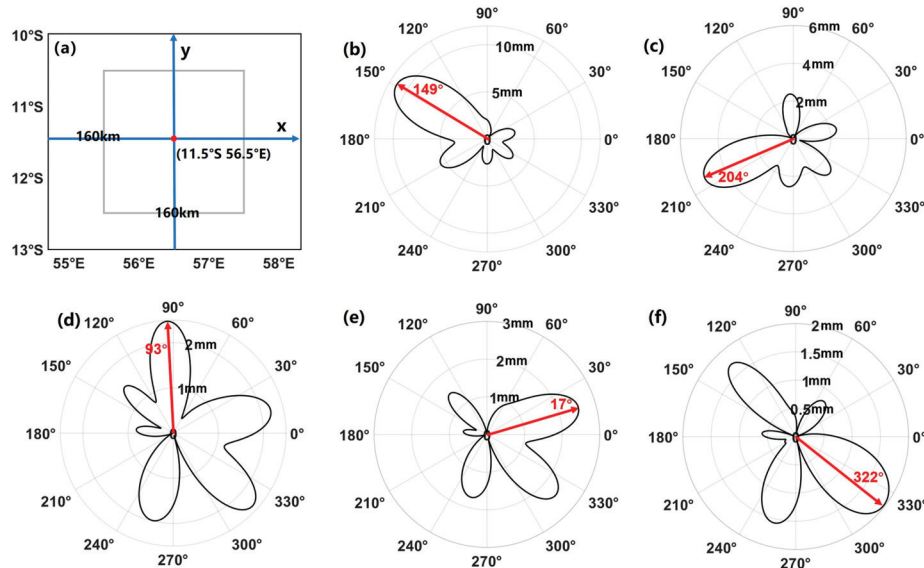 (a)
10°S
11°S
12°S
13°S
55°E
56°E
57°E
58°E
y
x
160km
(11.5°S 56.5°E)
160km
(b)
90°
120°
60°
150°
30°
180°
0°
210°
330°
240°
300°
270°
10mm
5mm
0
149°
(c)
90°
120°
60°
150°
30°
180°
0°
210°
330°
240°
300°
270°
6mm
4mm
2mm
0
204°
(d)
90°
120°
60°
150°
30°
180°
0°
210°
330°
240°
300°
270°
2mm
1mm
0
93°
(e)
90°
120°
60°
150°
30°
180°
0°
210°
330°
240°
300°
270°
3mm
2mm
1mm
0
17°
(f)
90°
120°
60°
150°
30°
180°
0°
210°
330°
240°
300°
270°
2mm
1.5mm
1mm
0.5mm
0
322°